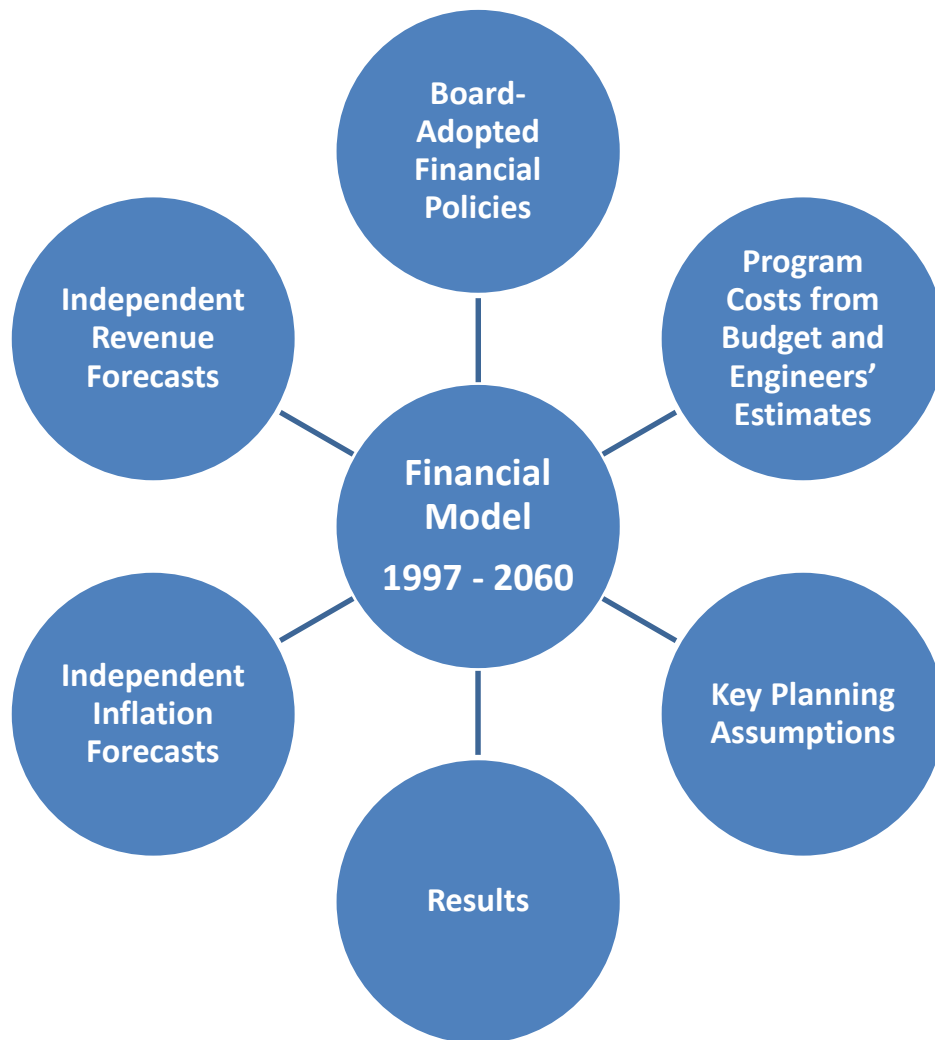 Board-
Adopted
Financial
Policies
Program
Costs from
Budget and
Engineers’
Estimates
Independent
Revenue
Forecasts
Financial
Model
1997 - 2060
Independent
Inflation
Forecasts
Key Planning
Assumptions
Results